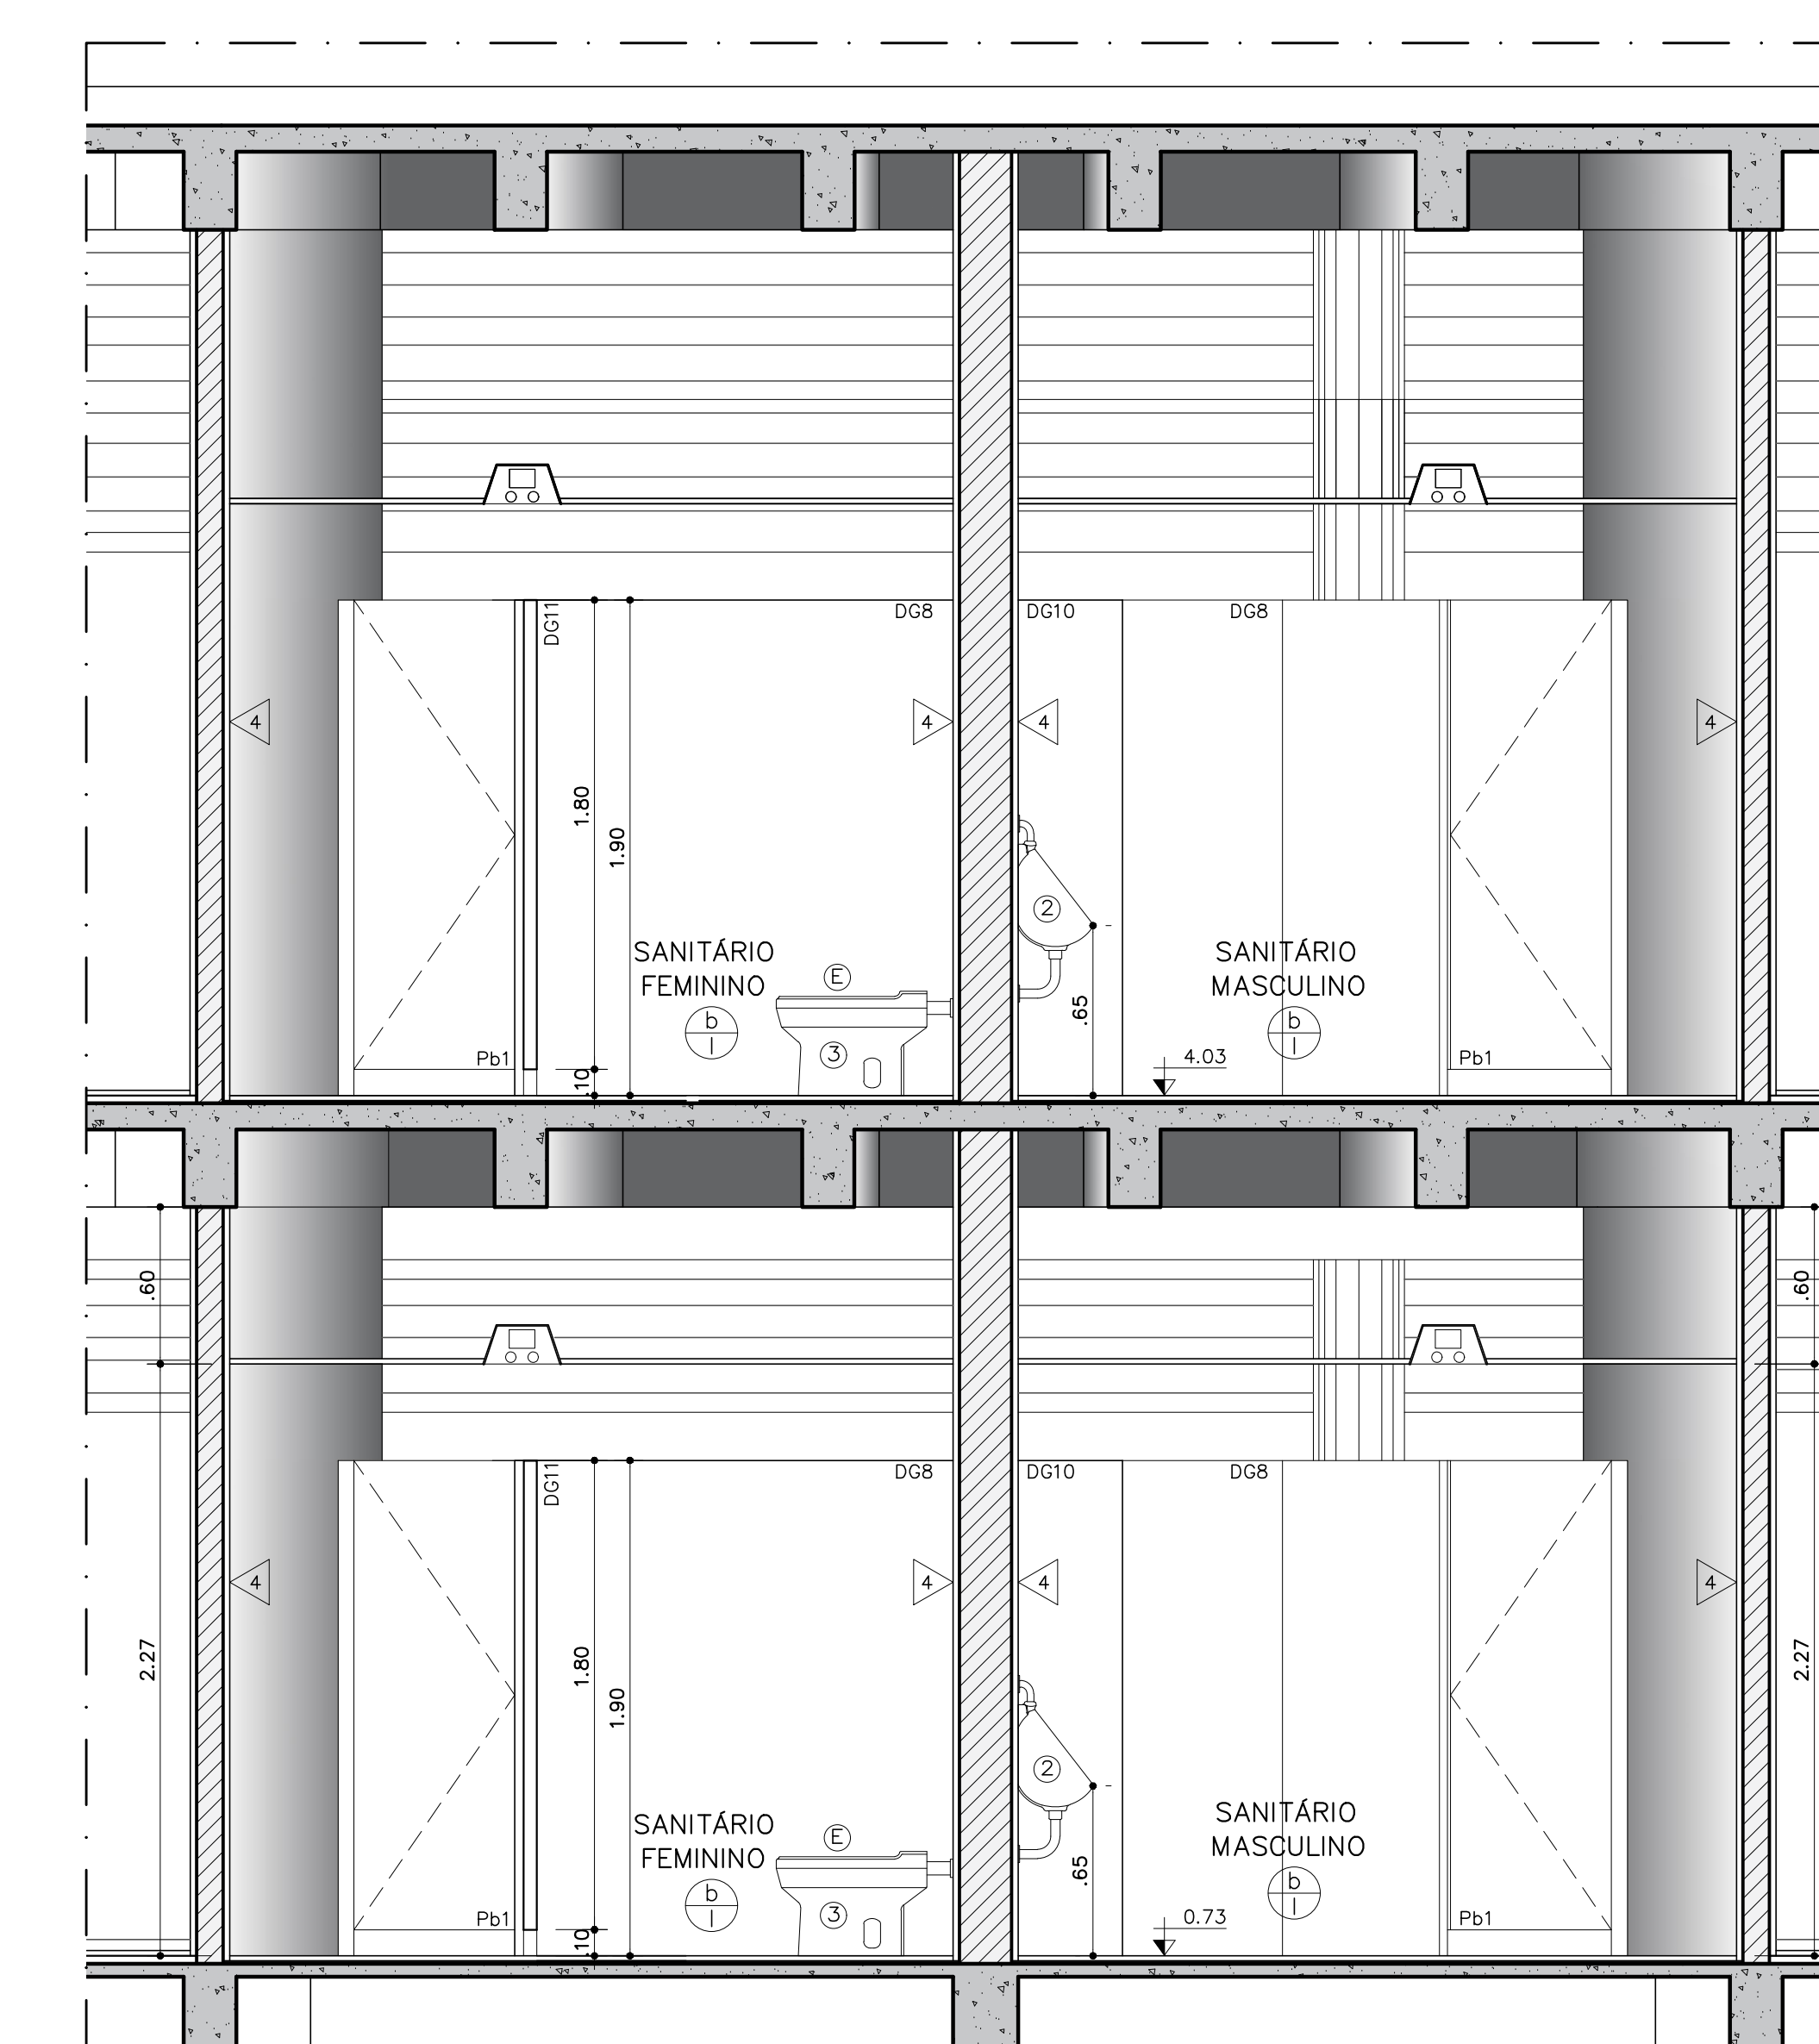 DG11
DG8
DG10
DG8
4
4
4
4
1.80
1.90
2
SANITÁRIO
FEMININO
E
SANITÁRIO
MASCULINO
.65
b
I
3
b
I
4.03
Pb1
.10
Pb1
.60
.60
DG11
DG8
DG10
DG8
4
4
4
4
2.27
1.80
1.90
2.27
2
SANITÁRIO
FEMININO
E
SANITÁRIO
MASCULINO
.65
b
I
3
b
I
0.73
Pb1
.10
Pb1